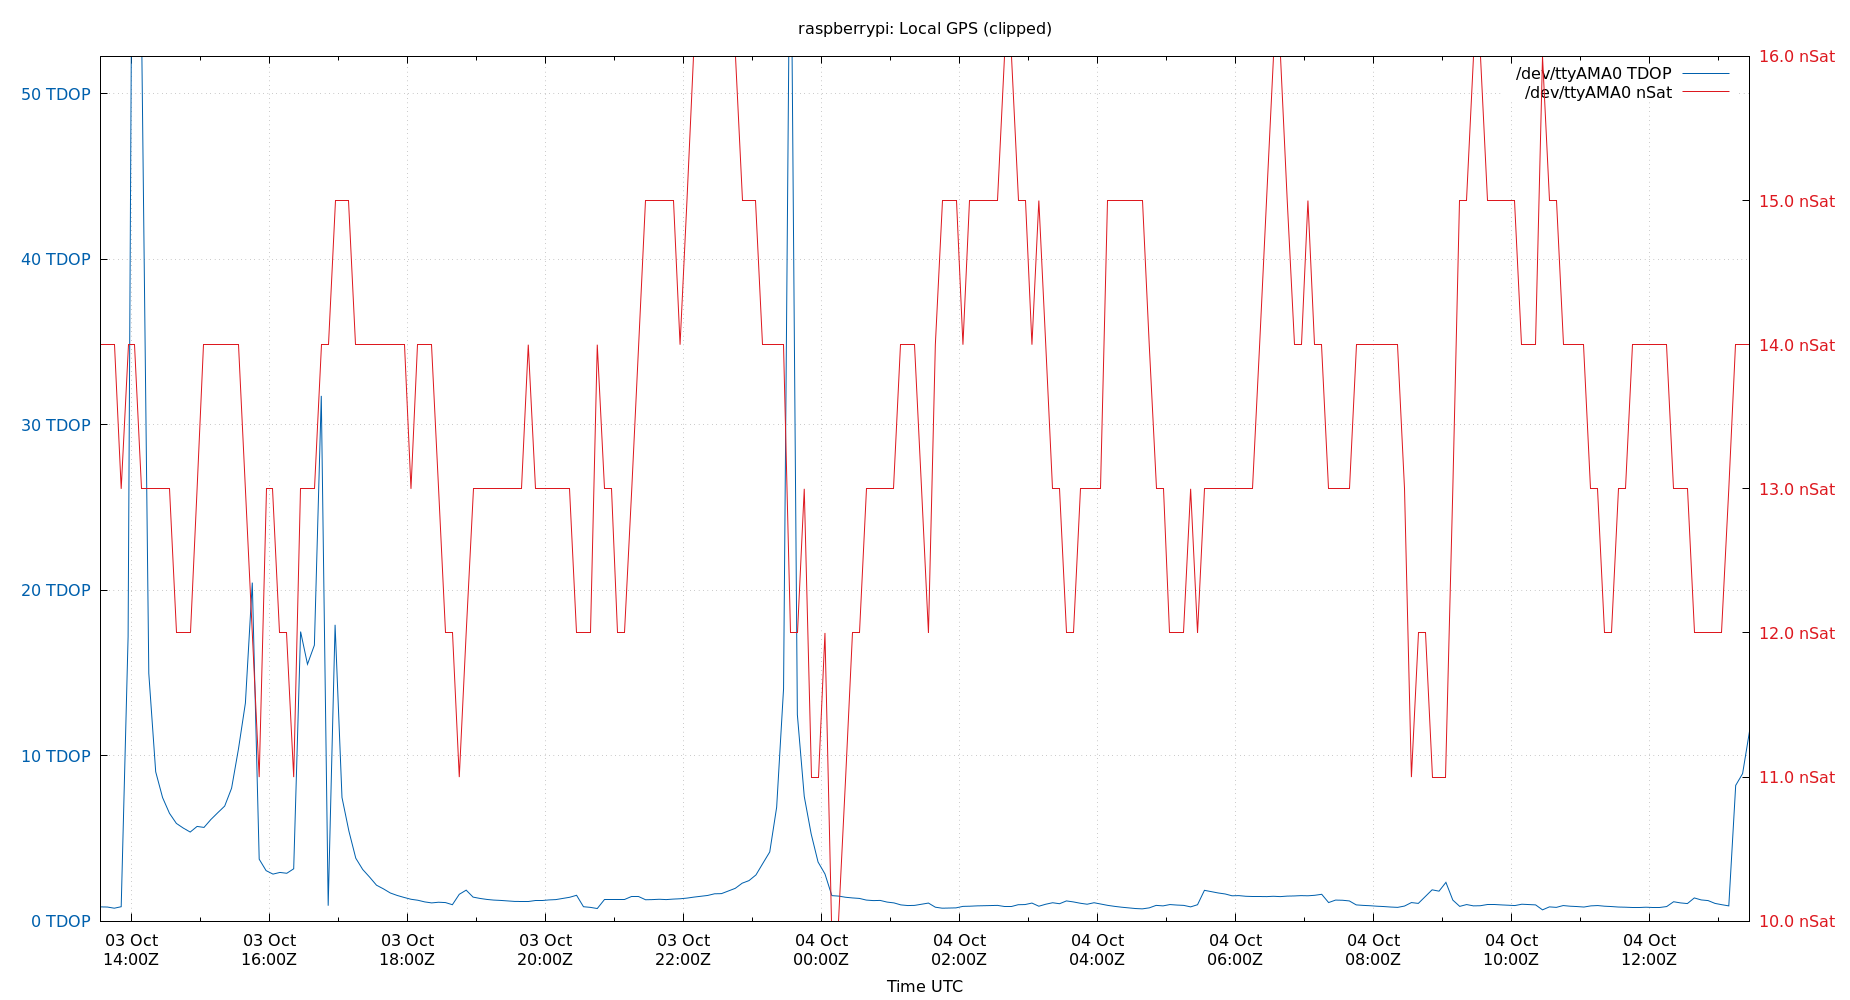 raspberrypi: Local GPS (clipped)
/dev/ttyAMA0 TDOP
/dev/ttyAMA0 nSat
50 TDOP
40 TDOP
30 TDOP
20 TDOP
10 TDOP
0 TDOP
16.0 nSat
15.0 nSat
14.0 nSat
13.0 nSat
12.0 nSat
11.0 nSat
10.0 nSat
03 Oct
14:00Z
03 Oct
16:00Z
03 Oct
18:00Z
03 Oct
20:00Z
03 Oct
22:00Z
04 Oct
00:00Z
04 Oct
02:00Z
04 Oct
04:00Z
04 Oct
06:00Z
04 Oct
08:00Z
04 Oct
10:00Z
04 Oct
12:00Z
Time UTC